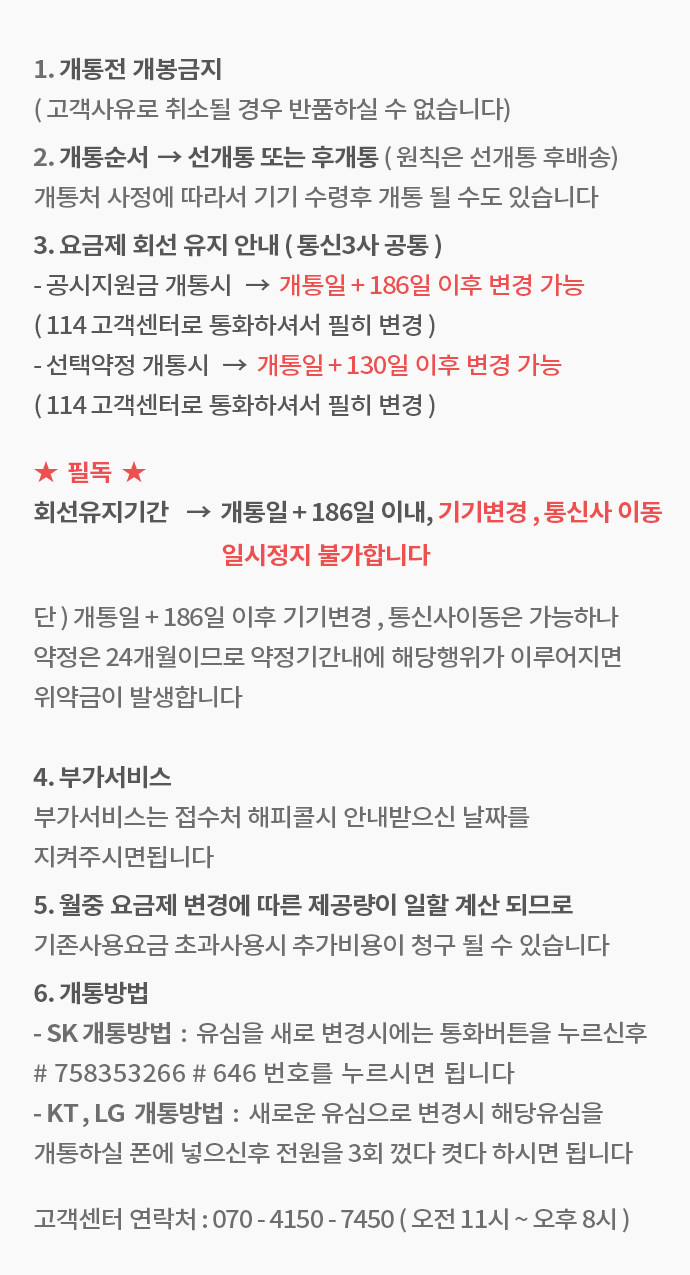 1. 개통전 개봉금지
( 고객사유로 취소될 경우 반품하실 수 없습니다)
2. 개통순서 → 선개통 또는 후개통 ( 원칙은 선개통 후배송)
개통처 사정에 따라서 기기 수령후 개통 될 수도 있습니다
3. 요금제 회선 유지 안내 ( 통신3사 공통 )
- 공시지원금 개통시 → 개통일 + 186일 이후 변경 가능
( 114 고객센터로 통화하셔서 필히 변경 )
- 선택약정 개통시 → 개통일 + 130일 이후 변경 가능
( 114 고객센터로 통화하셔서 필히 변경 )
★ 필독 ★
회선유지기간 → 개통일 + 186일 이내, 기기변경 , 통신사 이동
일시정지 불가합니다
단 ) 개통일 + 186일 이후 기기변경 , 통신사이동은 가능하나
약정은 24개월이므로 약정기간내에 해당행위가 이루어지면
위약금이 발생합니다
4. 부가서비스
부가서비스는 접수처 해피콜시 안내받으신 날짜를
지켜주시면됩니다
5. 월중 요금제 변경에 따른 제공량이 일할 계산 되므로
기존사용요금 초과사용시 추가비용이 청구 될 수 있습니다
6. 개통방법
- SK 개통방법 : 유심을 새로 변경시에는 통화버튼을 누르신후
# 758353266 # 646 번호를 누르시면 됩니다
- KT , LG 개통방법 : 새로운 유심으로 변경시 해당유심을
개통하실 폰에 넣으신후 전원을 3회 껐다 켯다 하시면 됩니다
고객센터 연락처 : 070 - 4150 - 7450 ( 오전 11시 ~ 오후 8시 )